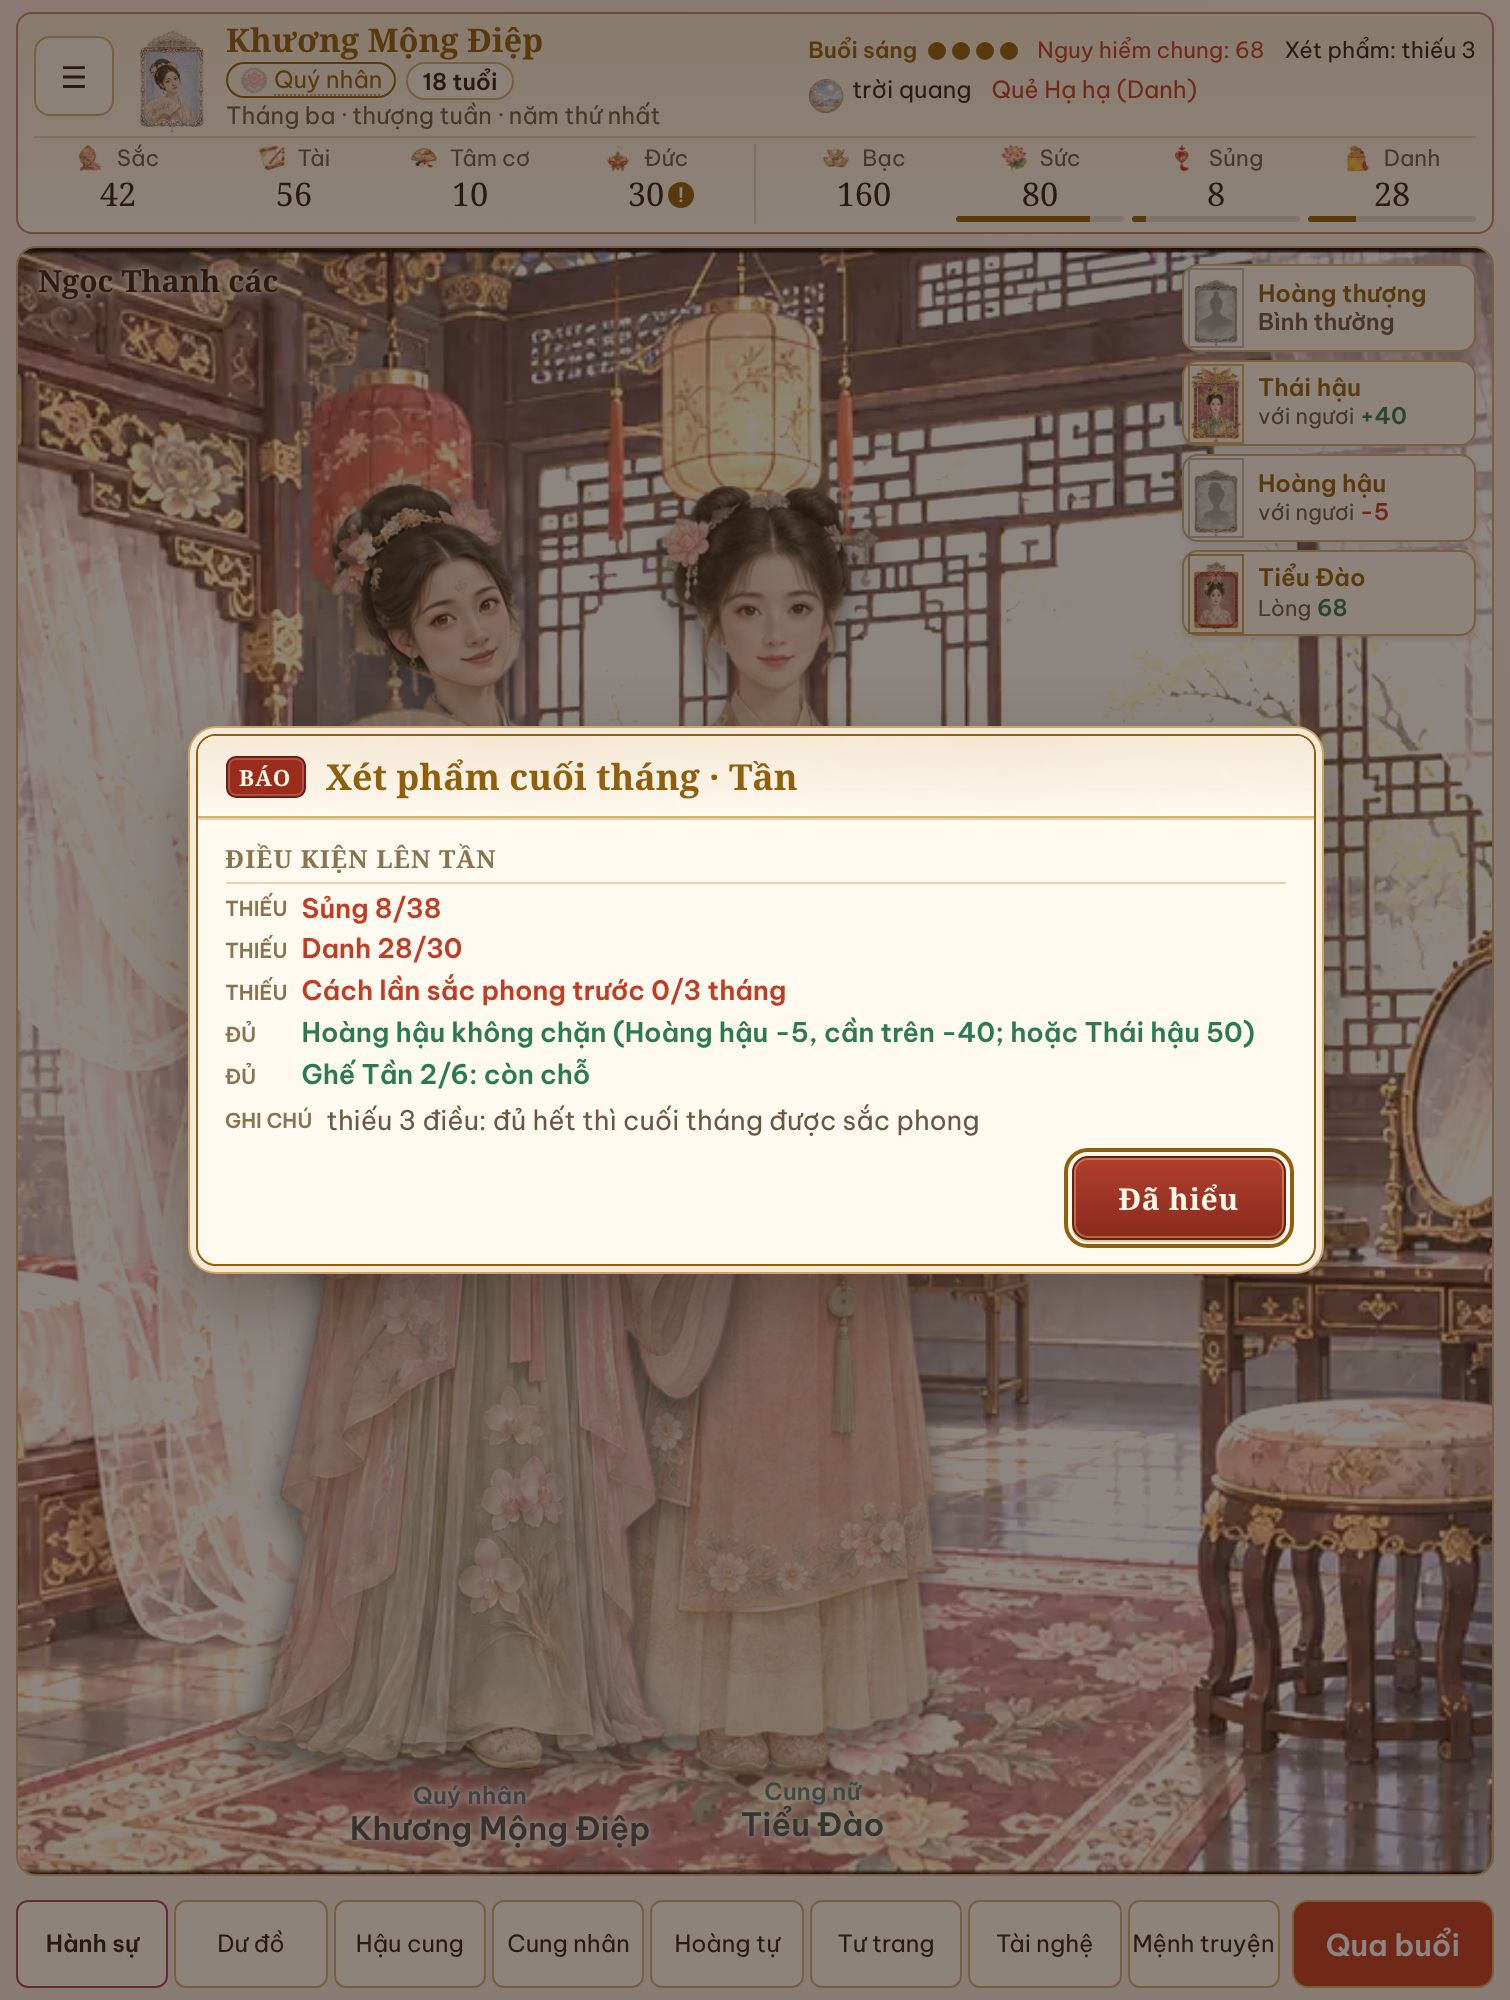 ☰
Khương Mộng Điệp
Quý nhân 18 tuổi
Tháng ba · thượng tuần · năm thứ nhất
Buổi sáng Nguy hiểm chung: 68 Xét phẩm: thiếu 3
trời quang Quẻ Hạ hạ (Danh)
Sắc Tài Tâm cơ Đức Bạc Sức Sủng Danh
42 56 10 30 ! 160 80 8 28
Ngọc Thanh các
Hoàng thượng
Bình thường
Thái hậu
với ngươi +40
Hoàng hậu
với ngươi -5
Tiểu Đào
Lòng 68
BÁO Xét phẩm cuối tháng · Tần
ĐIỀU KIỆN LÊN TẦN
THIẾU Sủng 8/38
THIẾU Danh 28/30
THIẾU Cách lần sắc phong trước 0/3 tháng
ĐỦ Hoàng hậu không chặn (Hoàng hậu -5, cần trên -40; hoặc Thái hậu 50)
ĐỦ Ghế Tần 2/6: còn chỗ
GHI CHÚ thiếu 3 điều: đủ hết thì cuối tháng được sắc phong
Đã hiểu
Quý nhân
Khương Mộng Điệp
Cung nữ
Tiểu Đào
Hành sự Dư đồ Hậu cung Cung nhân Hoàng tự Tư trang Tài nghệ Mệnh truyện Qua buổi